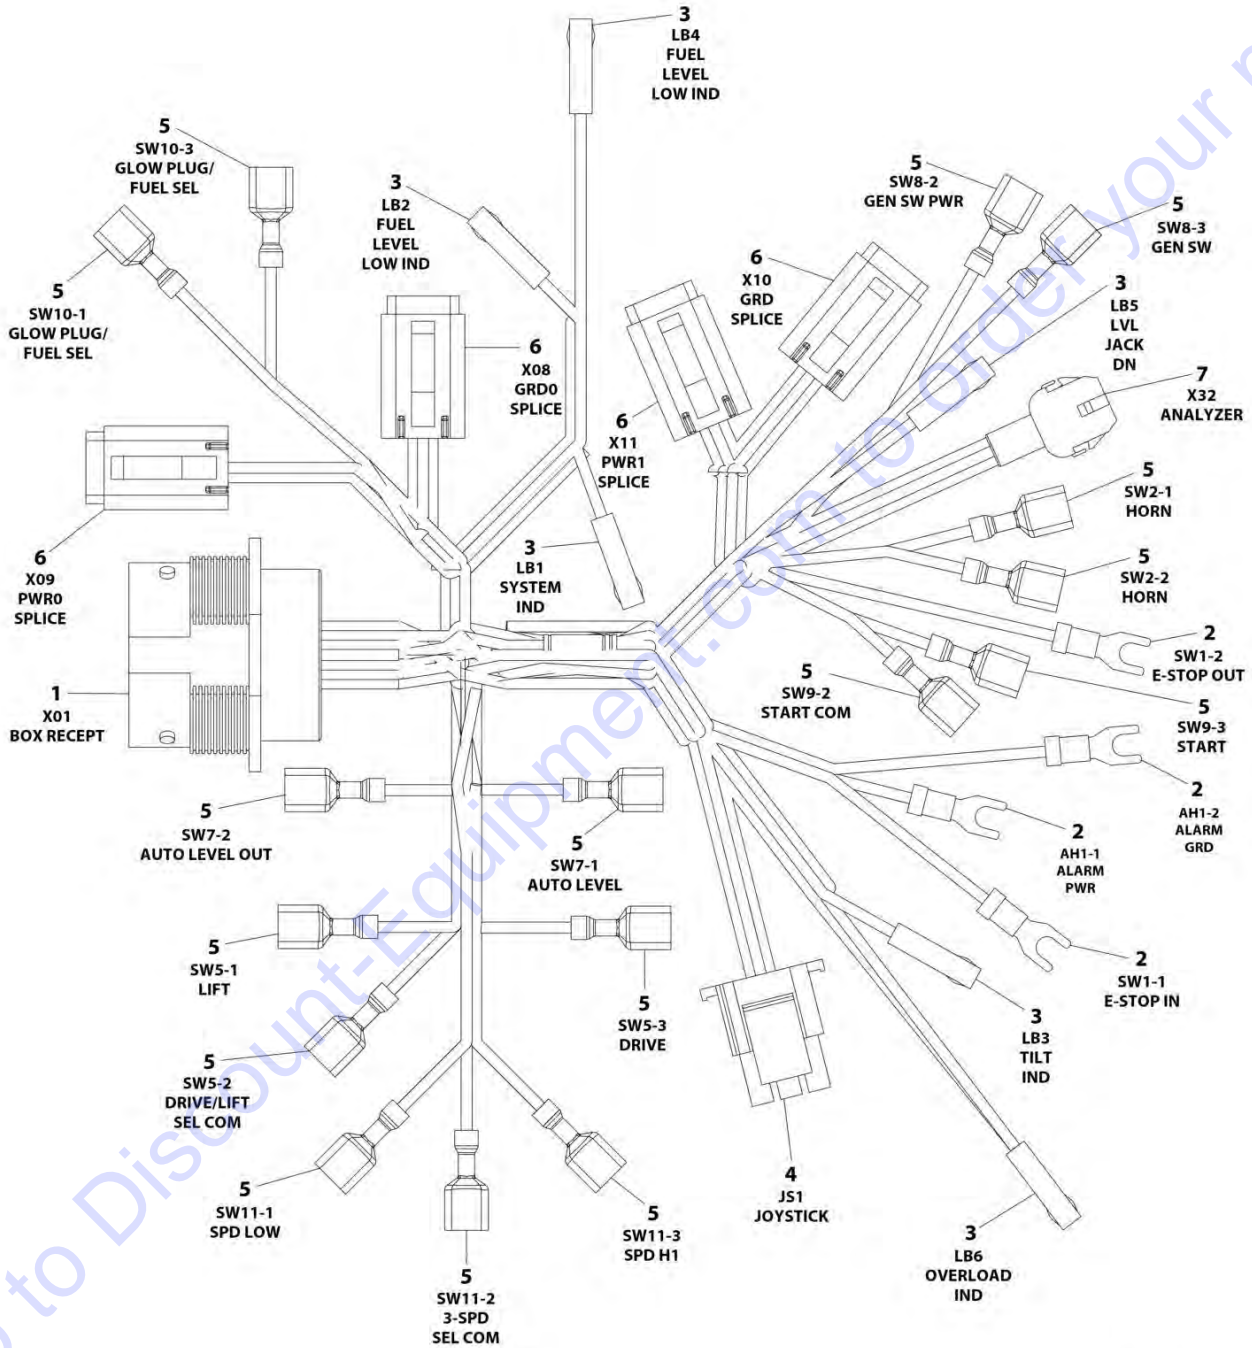 3
LB4
FUEL
LEVEL
LOW IND
5
SW10-3
GLOW PLUG/
FUEL SEL
3
LB2
FUEL
LEVEL
LOW IND
5
SW8-2
GEN SW PWR
5
SW8-3
GEN SW
5
SW10-1
GLOW PLUG/
FUEL SEL
6
X08
GRD0
SPLICE
6
X10
GRD
SPLICE
3
LB5
LVL
JACK
DN
7
X32
ANALYZER
6
X11
PWR1
SPLICE
5
SW2-1
HORN
6
X09
PWR0
SPLICE
3
LB1
SYSTEM
IND
5
SW2-2
HORN
2
SW1-2
E-STOP OUT
1
X01
BOX RECEPT
5
SW9-2
START COM
5
SW9-3
START
5
SW7-2
AUTO LEVEL OUT
5
SW7-1
AUTO LEVEL
2
AH1-1
ALARM
PWR
2
AH1-2
ALARM
GRD
5
SW5-1
LIFT
5
SW5-3
DRIVE
2
SW1-1
E-STOP IN
5
SW5-2
DRIVE/LIFT
SEL COM
3
LB3
TILT
IND
5
SW11-1
SPD LOW
5
SW11-2
3-SPD
SEL COM
5
SW11-3
SPD H1
4
JS1
JOYSTICK
3
LB6
OVERLOAD
IND
to Discount-Equipment.com to order your